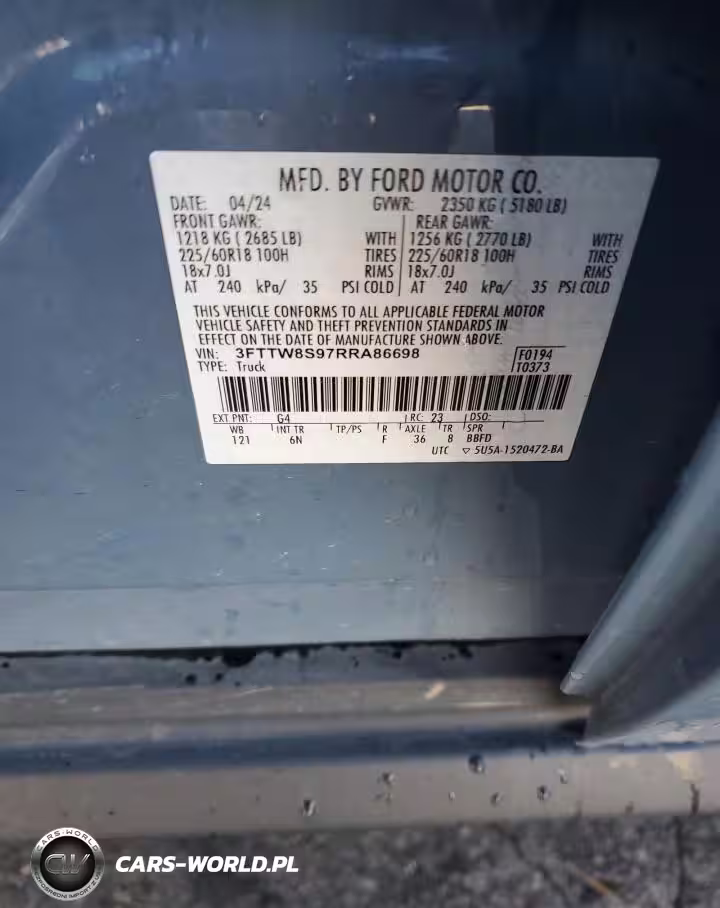 MFD. BY FORD MOTOR CO.
DATE: 04/24 GVWR: 2350 KG ( 5180 LB)
FRONT GAWR: REAR GAWR:
1218 KG ( 2685 LB) WITH 1256 KG ( 2770 LB) WITH
225/60R18 100H TIRES 225/60R18 100H TIRES
18x7.0J RIMS 18x7.0J RIMS
AT 240 kPa/ 35 PSI COLD AT 240 kPa/ 35 PSI COLD
THIS VEHICLE CONFORMS TO ALL APPLICABLE FEDERAL MOTOR
VEHICLE SAFETY AND THEFT PREVENTION STANDARDS IN
EFFECT ON THE DATE OF MANUFACTURE SHOWN ABOVE.
VIN: 3FTTW8S97RRA86698 F0194
TYPE: Truck T0373
EXT PNT: G4 RC: 23 DSO:
WB INT TR TP/PS R AXLE TR SPR
121 6N F 36 8 BBFD
UTC ▽ 5U5A-1520472-BA
CARS-WORLD
CW
CARS-WORLD.PL